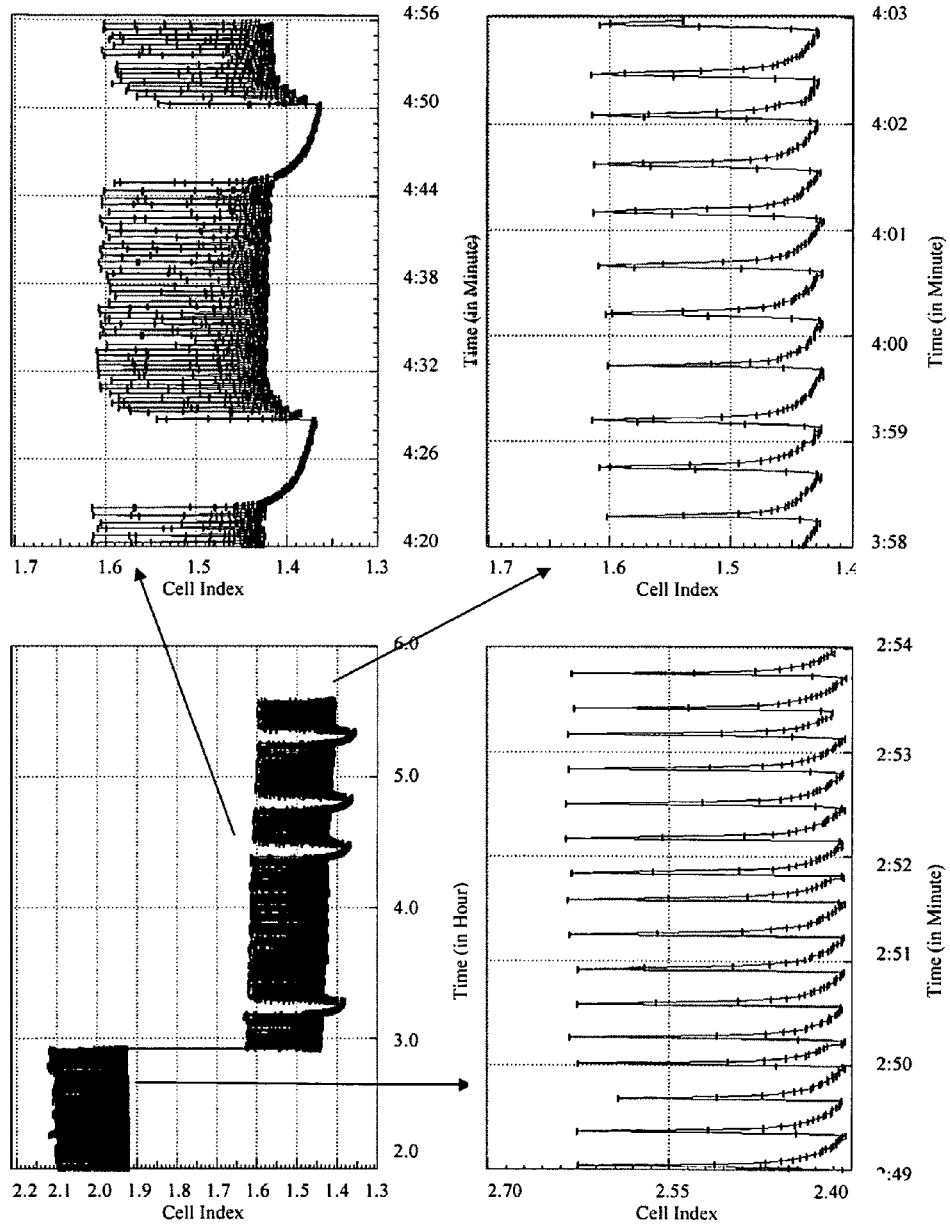 4:56
4:50
4:44
4:38
4:32
4:26
4:20
Time (in Minute)
1.7 1.6 1.5 1.4 1.3
Cell Index
4:03
4:02
4:01
4:00
3:59
3:58
Time (in Minute)
1.7 1.6 1.5 1.4
Cell Index
6.0
5.0
4.0
3.0
2.0
Time (in Hour)
2.2 2.1 2.0 1.9 1.8 1.7 1.6 1.5 1.4 1.3
Cell Index
2:54
2:53
2:52
2:51
2:50
2:49
Time (in Minute)
2.70 2.55 2.40
Cell Index